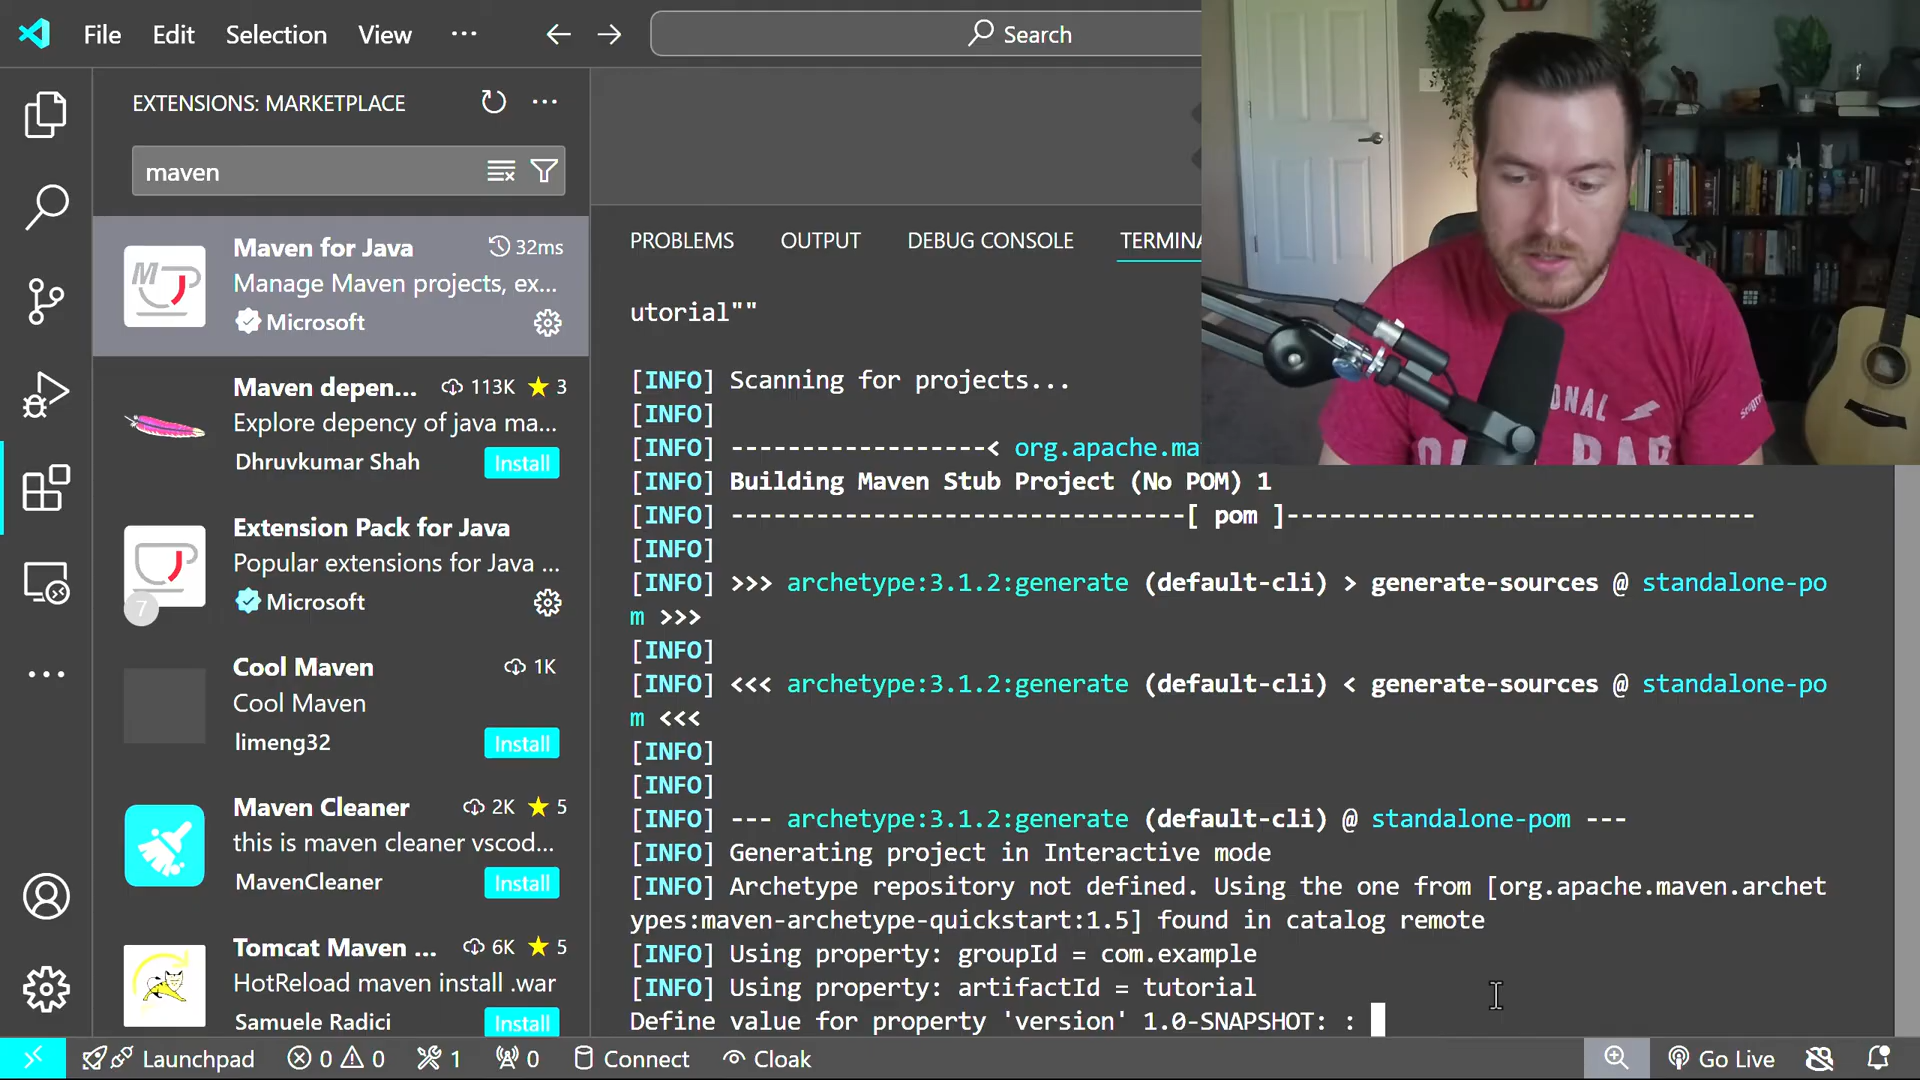 File Edit Selection View ··· Search
EXTENSIONS: MARKETPLACE
maven
Maven for Java 32ms
Manage Maven projects, ex...
Microsoft
Maven depen... 113K 3
Explore depency of java ma...
Dhruvkumar Shah Install
Extension Pack for Java
Popular extensions for Java ...
7 Microsoft
Cool Maven 1K
Cool Maven
limeng32 Install
Maven Cleaner 2K 5
this is maven cleaner vscod...
MavenCleaner Install
Tomcat Maven ... 6K 5
HotReload maven install .war
Samuele Radici Install
PROBLEMS OUTPUT DEBUG CONSOLE TERMINA
utorial""
[INFO] Scanning for projects...
[INFO]
[INFO] ------------------< org.apache.ma
[INFO] Building Maven Stub Project (No POM) 1
[INFO] --------------------------------[ pom ]---------------------------------
[INFO]
[INFO] >>> archetype:3.1.2:generate (default-cli) > generate-sources @ standalone-po
m >>>
[INFO]
[INFO] <<< archetype:3.1.2:generate (default-cli) < generate-sources @ standalone-po
m <<<
[INFO]
[INFO]
[INFO] --- archetype:3.1.2:generate (default-cli) @ standalone-pom ---
[INFO] Generating project in Interactive mode
[INFO] Archetype repository not defined. Using the one from [org.apache.maven.archet
ypes:maven-archetype-quickstart:1.5] found in catalog remote
[INFO] Using property: groupId = com.example
[INFO] Using property: artifactId = tutorial
Define value for property 'version' 1.0-SNAPSHOT: :
Launchpad 0 0 1 0 Connect Cloak Go Live